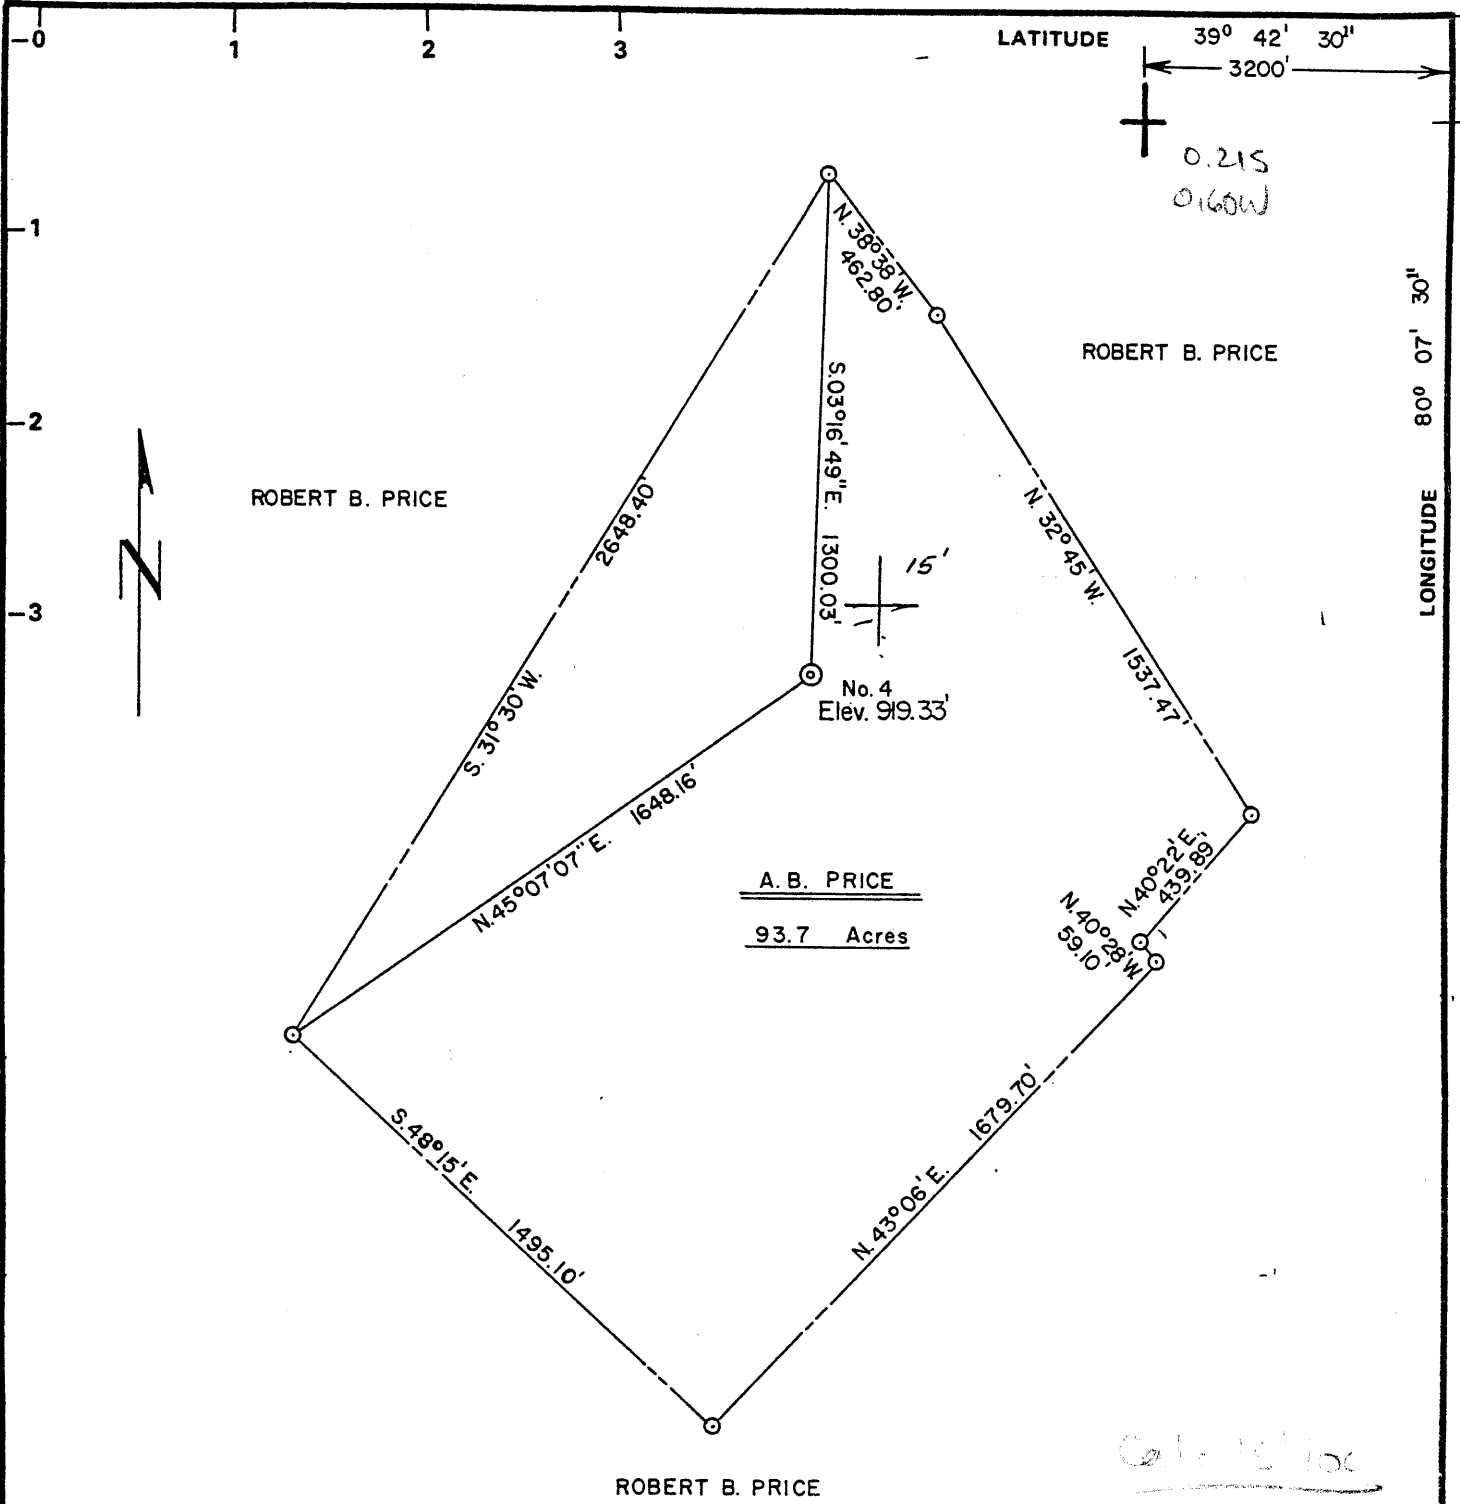 0
1
2
3
LATITUDE 39° 42' 30"
3200'
0.21S
0.60W
1
N. 38°38' W.
462.80'
LONGITUDE 80° 07' 30"
ROBERT B. PRICE
S.03°16'49"E. 1300.03'
2
ROBERT B. PRICE
2648.40'
S. 31° 30' W.
N. 32° 45' W.
1537.47'
15'
3
N
No. 4
Elev. 919.33'
N.45°07'07"E. 1648.16'
A. B. PRICE
93.7 Acres
N.40°22'E.
439.89'
N.40°28'W.
59.10'
S.48°15'E.
1495.10'
N. 43°06' E.
1679.70'
ROBERT B. PRICE